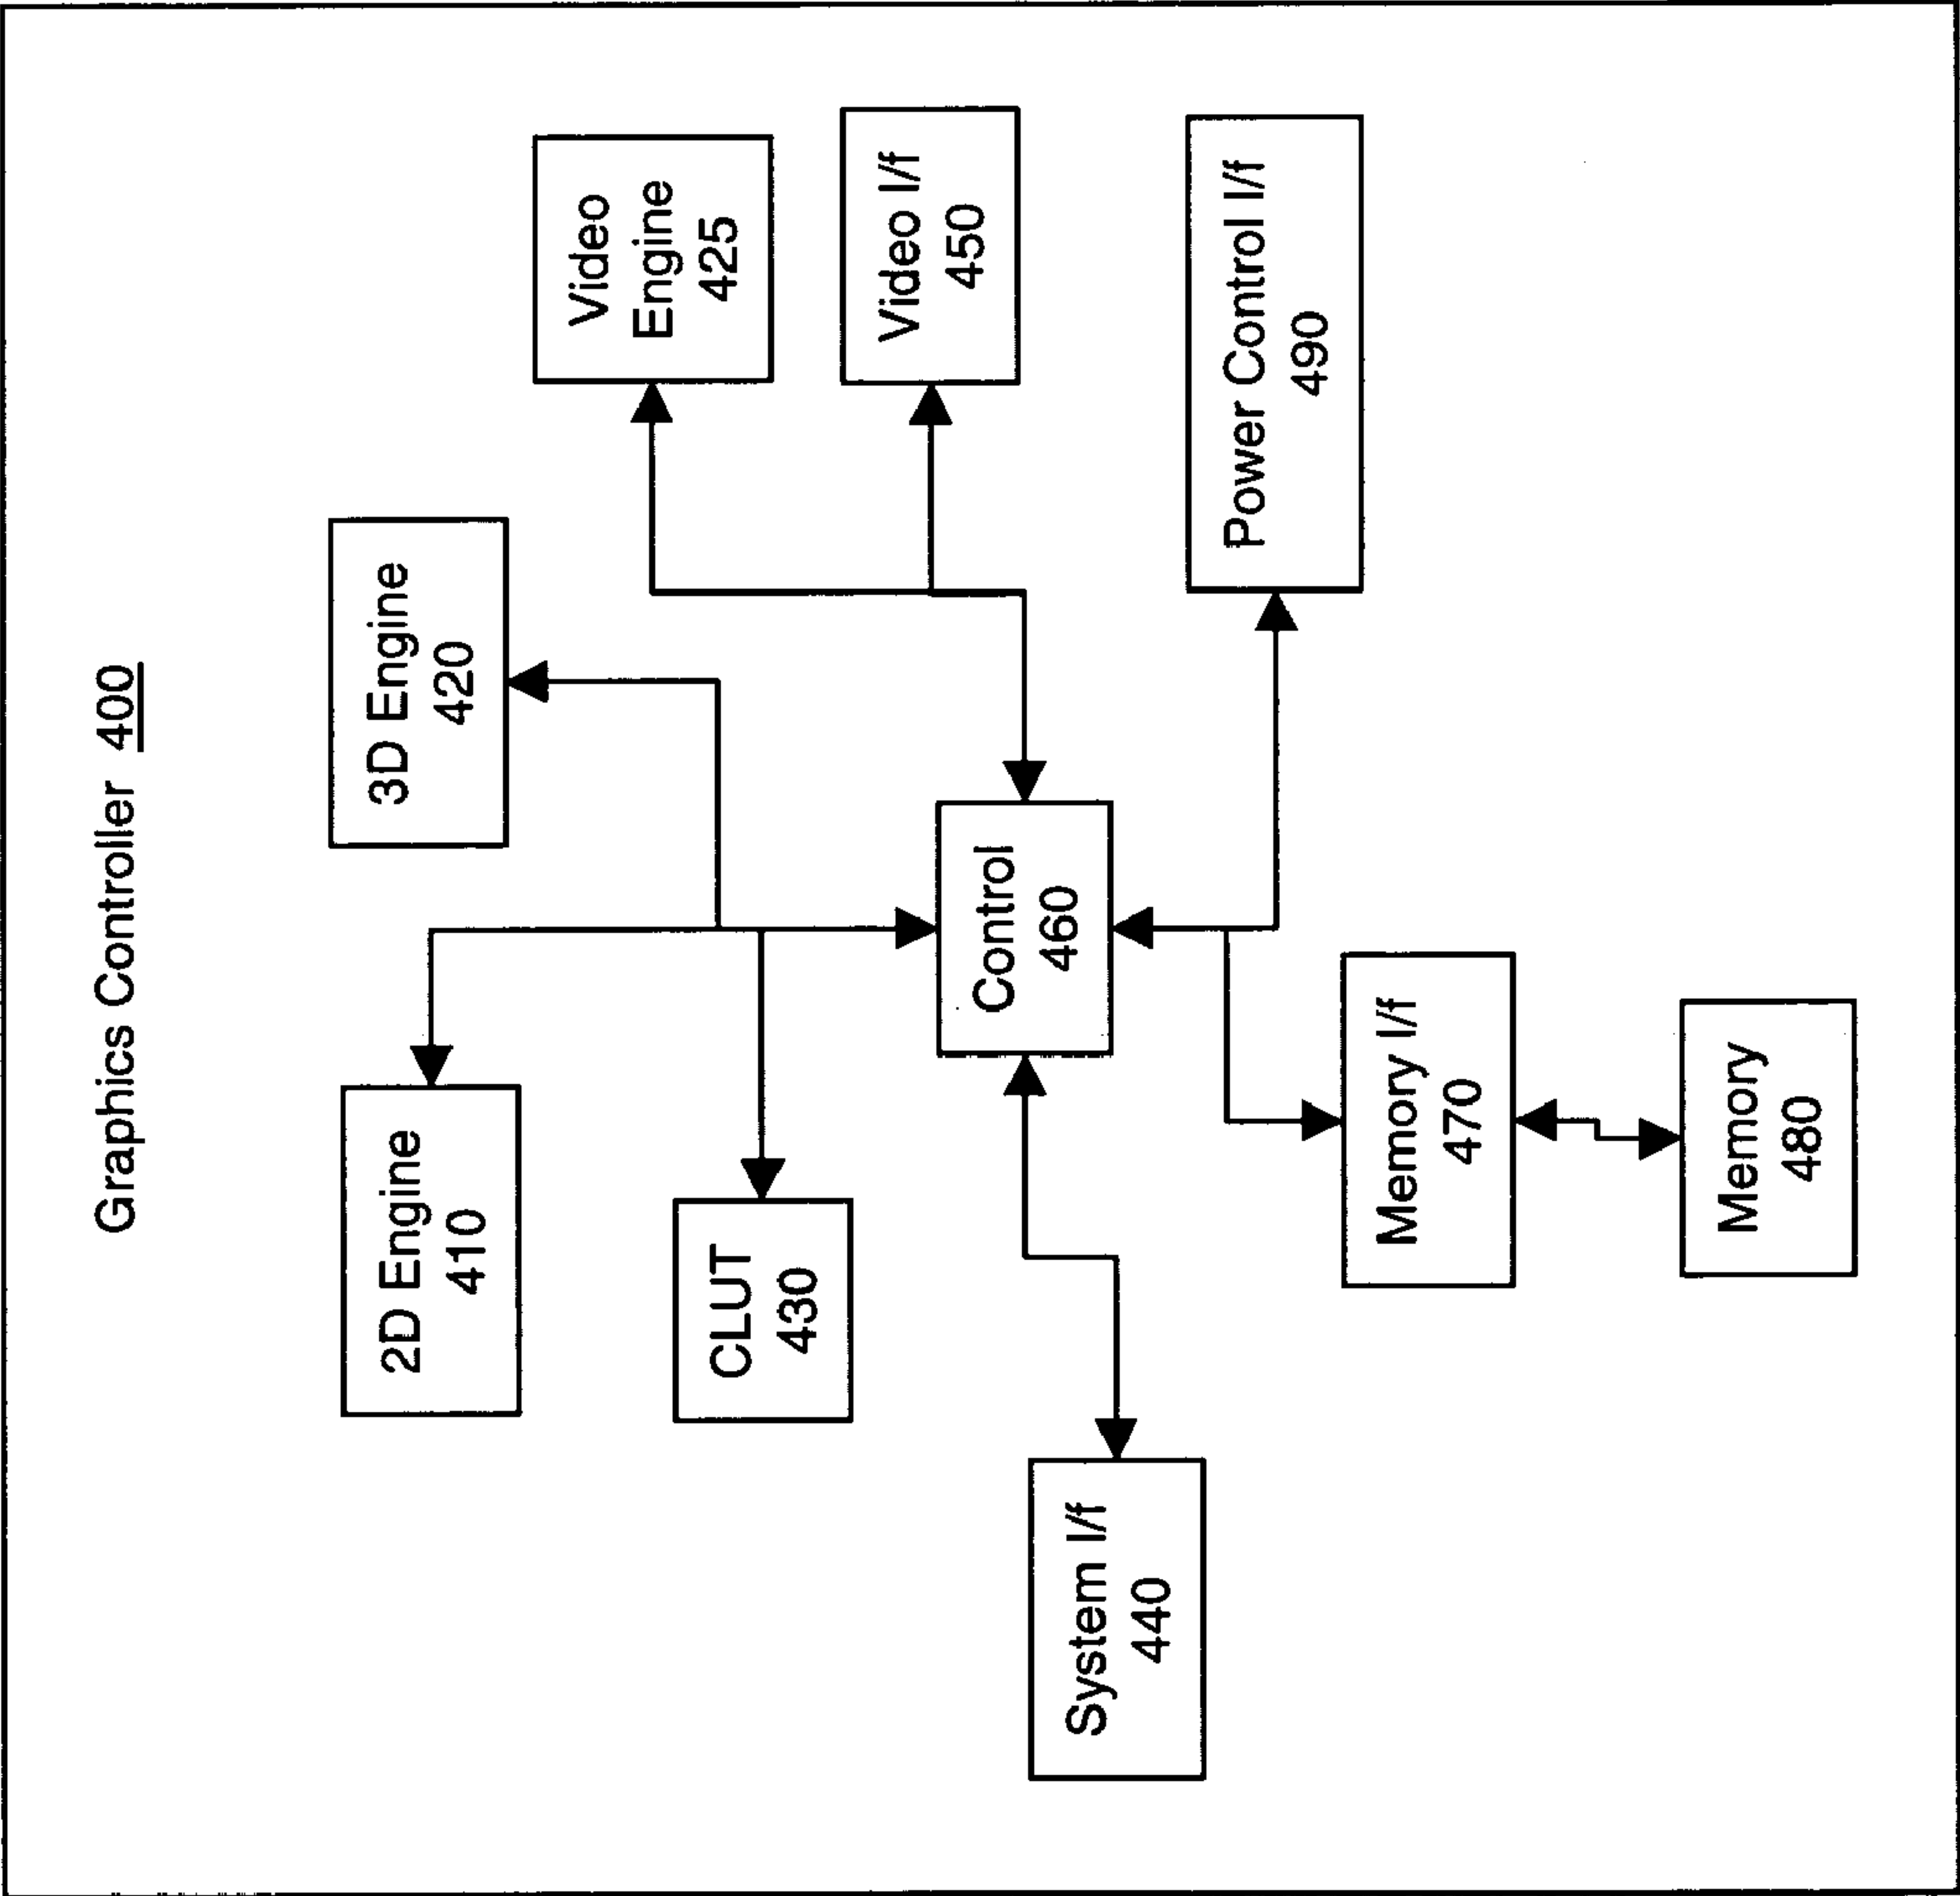 Graphics Controller 400
2D Engine
410
3D Engine
420
Video
Engine
425
CLUT
430
Video I/f
450
Control
460
System I/f
440
Power Control I/f
490
Memory I/f
470
Memory
480